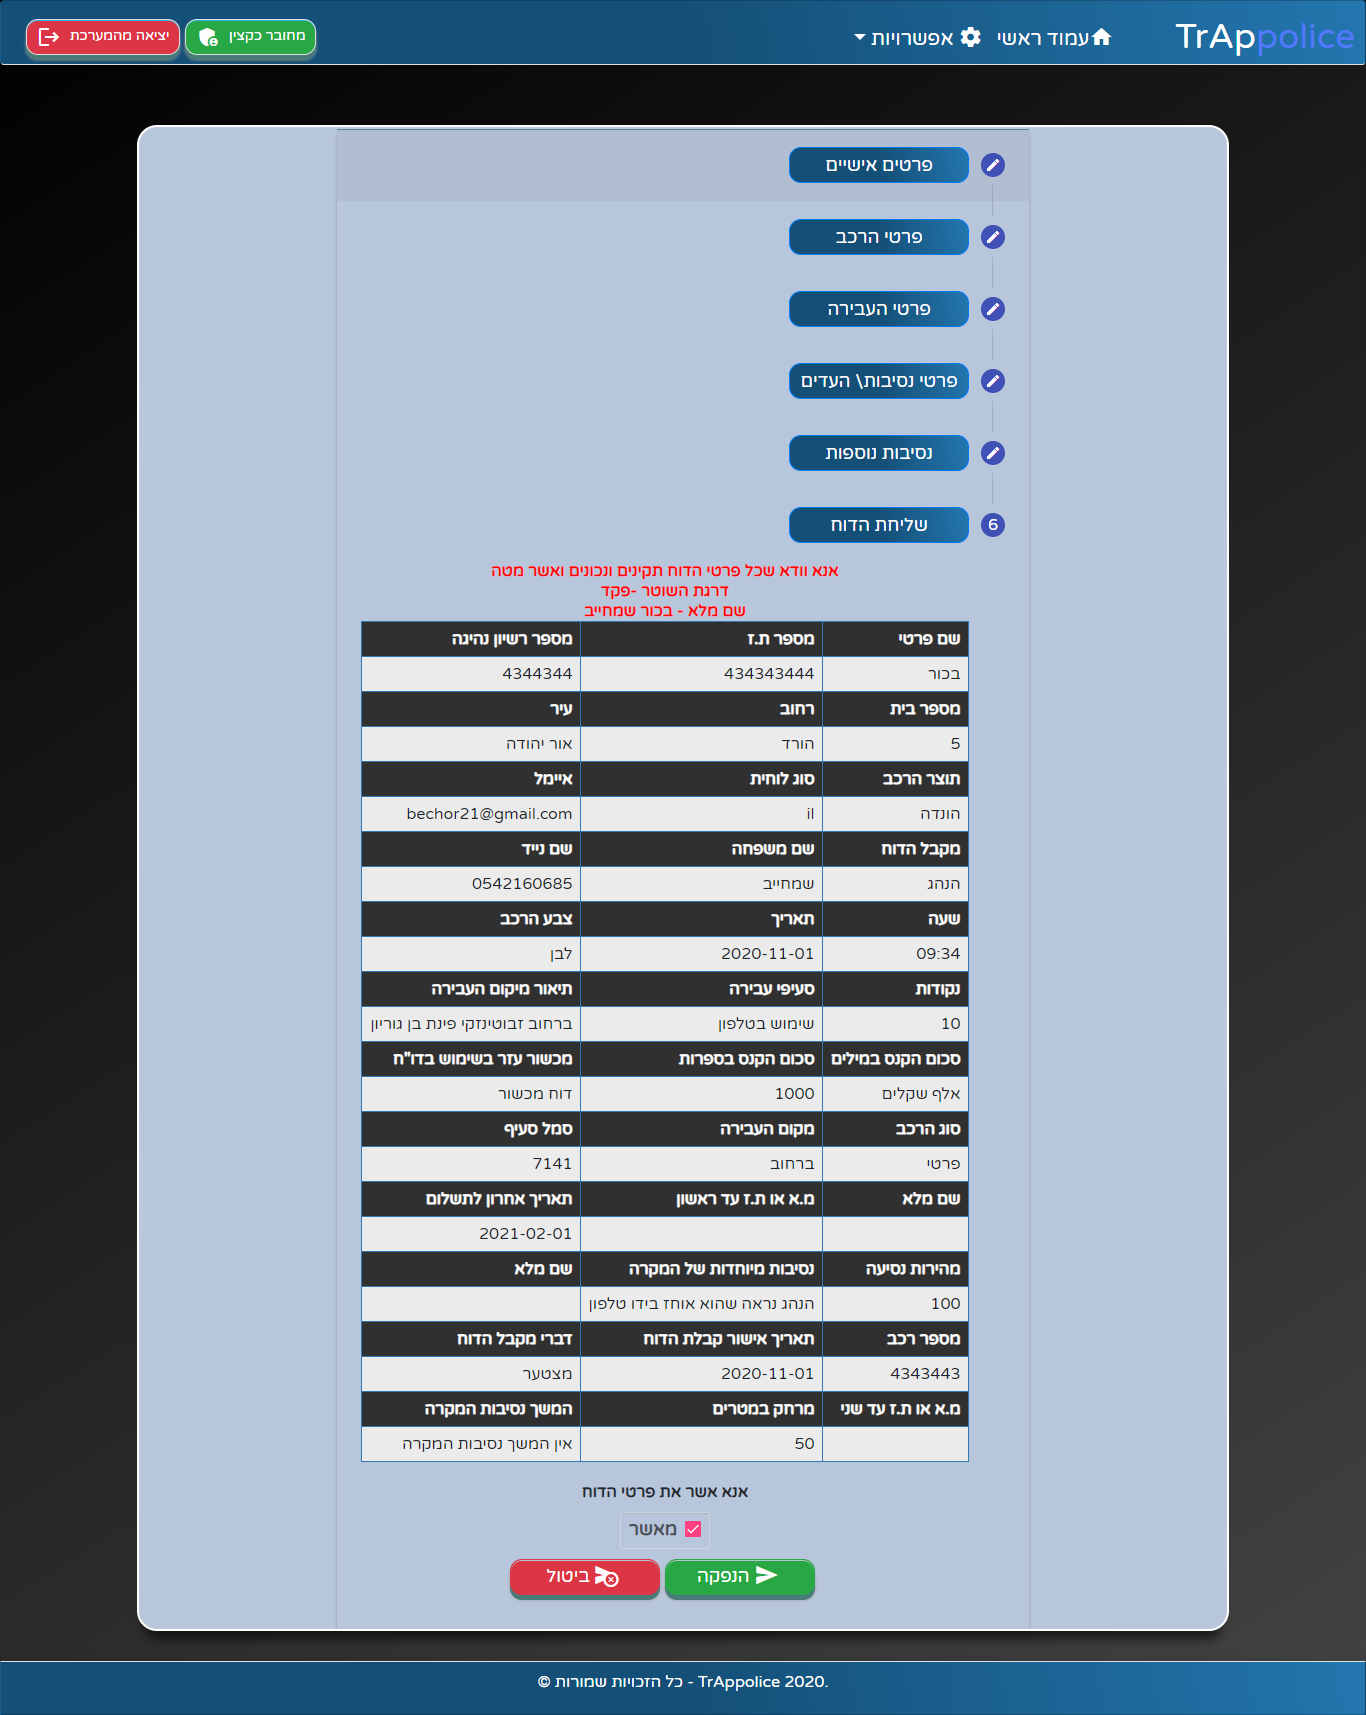 TrAppolice
עמוד ראשי
אפשרויות
מחובר כקצין
יציאה מהמערכת
פרטים אישיים
פרטי הרכב
פרטי העבירה
פרטי נסיבות\ העדים
נסיבות נוספות
6 שליחת הדוח
אנא וודא שכל פרטי הדוח תקינים ונכונים ואשר מטה
דרגת השוטר -פקד
שם מלא - בכור שמחייב
שם פרטי מספר ת.ז מספר רשיון נהיגה
בכור 434343444 4344344
מספר בית רחוב עיר
5 הורד אור יהודה
תוצר הרכב סוג לוחית איימל
הונדה il bechor21@gmail.com
מקבל הדוח שם משפחה שם נייד
הנהג שמחייב 0542160685
שעה תאריך צבע הרכב
09:34 2020-11-01 לבן
נקודות סעיפי עבירה תיאור מיקום העבירה
10 שימוש בטלפון ברחוב זבוטינזקי פינת בן גוריון
סכום הקנס במילים סכום הקנס בספרות מכשור עזר בשימוש בדו"ח
אלף שקלים 1000 דוח מכשור
סוג הרכב מקום העבירה סמל סעיף
פרטי ברחוב 7141
שם מלא מ.א או ת.ז עד ראשון תאריך אחרון לתשלום
2021-02-01
מהירות נסיעה נסיבות מיוחדות של המקרה שם מלא
100 הנהג נראה שהוא אוחז בידו טלפון
מספר רכב תאריך אישור קבלת הדוח דברי מקבל הדוח
4343443 2020-11-01 מצטער
מ.א או ת.ז עד שני מרחק במטרים המשך נסיבות המקרה
50 אין המשך נסיבות המקרה
אנא אשר את פרטי הדוח
מאשר
הנפקה
ביטול
© כל הזכויות שמורות - TrAppolice 2020.